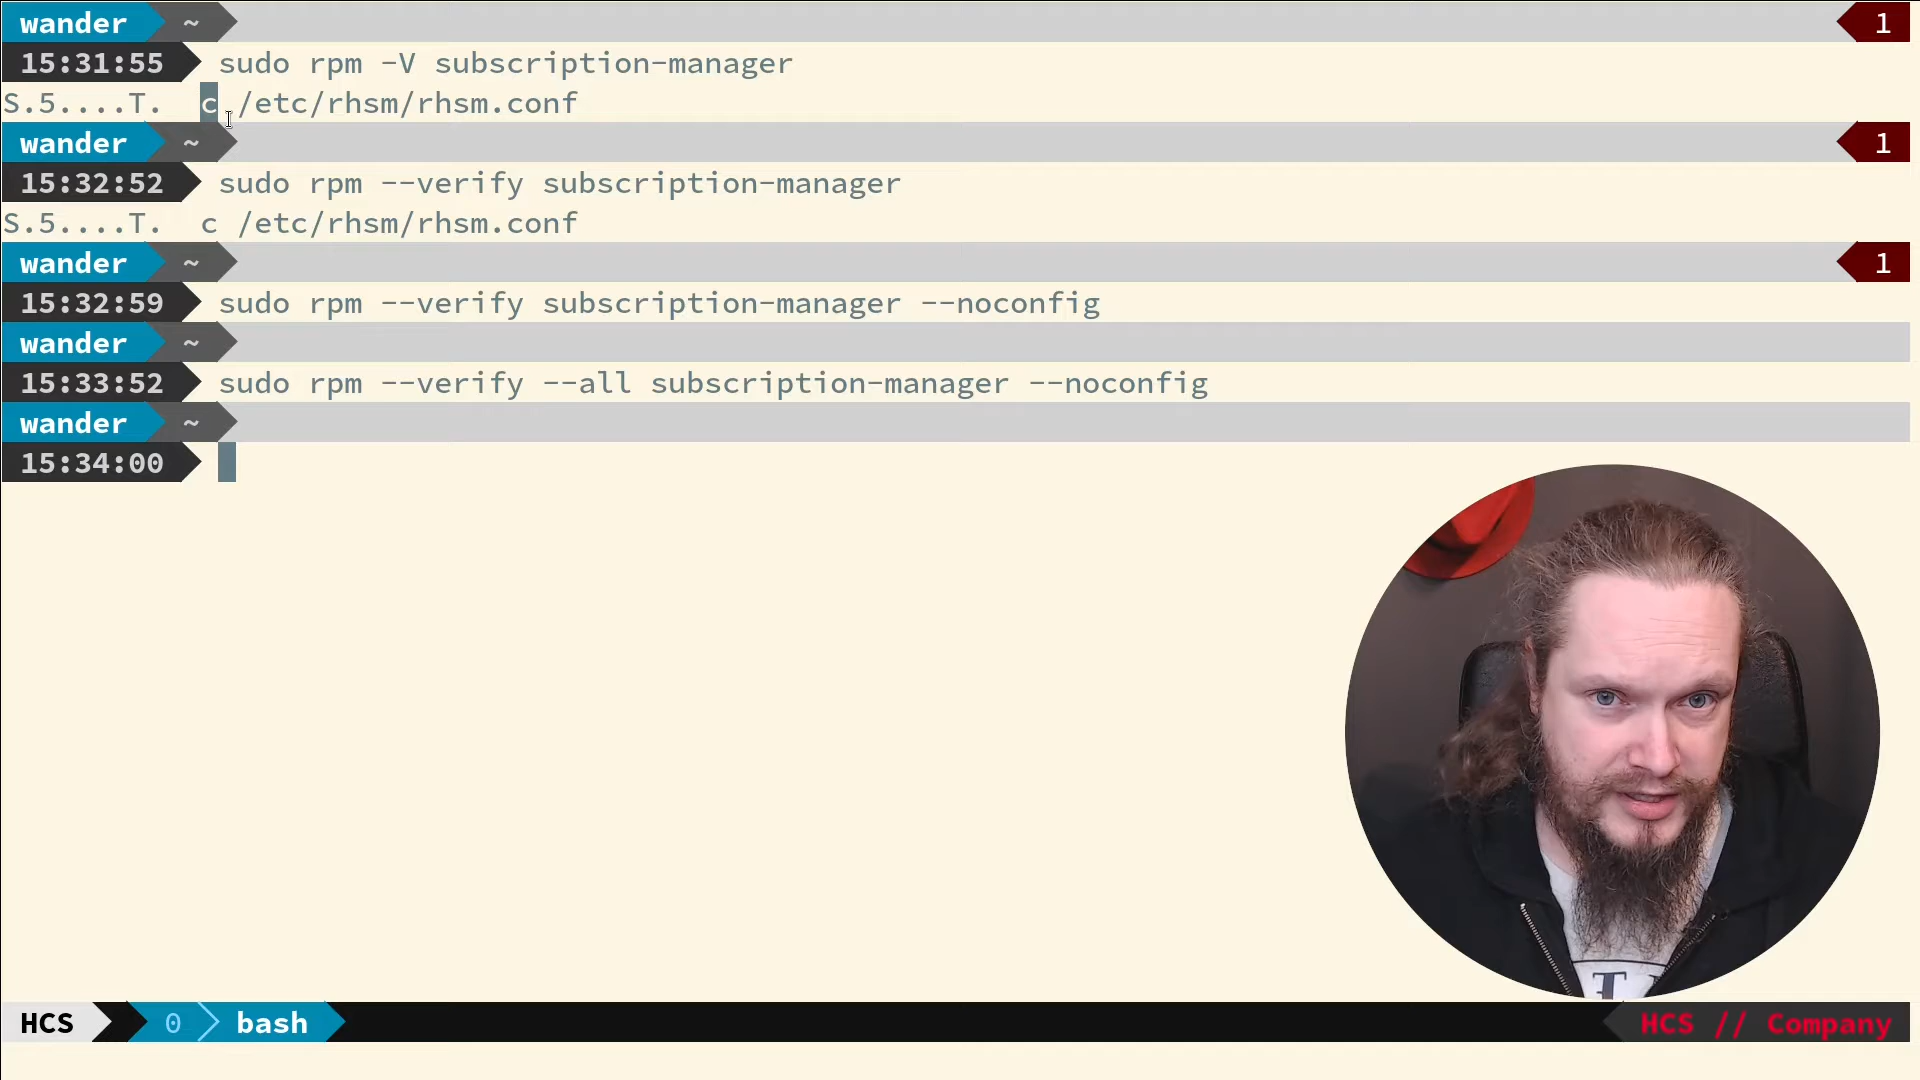 wander ~ 1
15:31:55 sudo rpm -V subscription-manager
S.5....T.  c /etc/rhsm/rhsm.conf
wander ~ 1
15:32:52 sudo rpm --verify subscription-manager
S.5....T.  c /etc/rhsm/rhsm.conf
wander ~ 1
15:32:59 sudo rpm --verify subscription-manager --noconfig
wander ~
15:33:52 sudo rpm --verify --all subscription-manager --noconfig
wander ~
15:34:00
HCS 0 bash HCS // Company